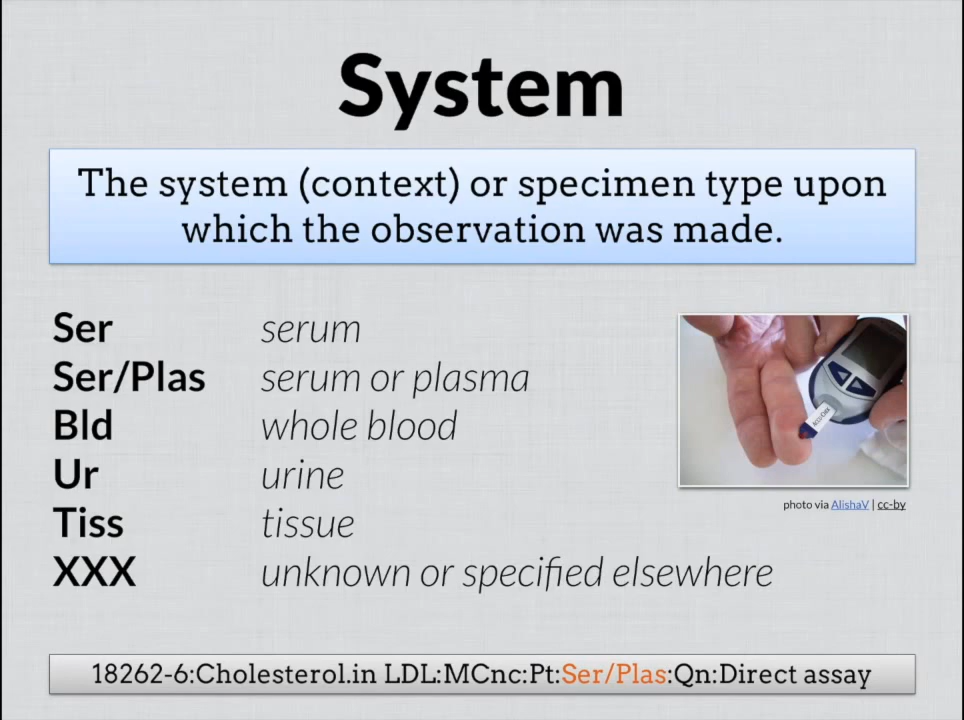 System
The system (context) or specimen type upon
which the observation was made.
Ser serum
Ser/Plas serum or plasma
Bld whole blood
Ur urine
Tiss tissue
XXX unknown or specified elsewhere
ACCU-CHEK
photo via AlishaV | cc-by
18262-6:Cholesterol.in LDL:MCnc:Pt:Ser/Plas:Qn:Direct assay